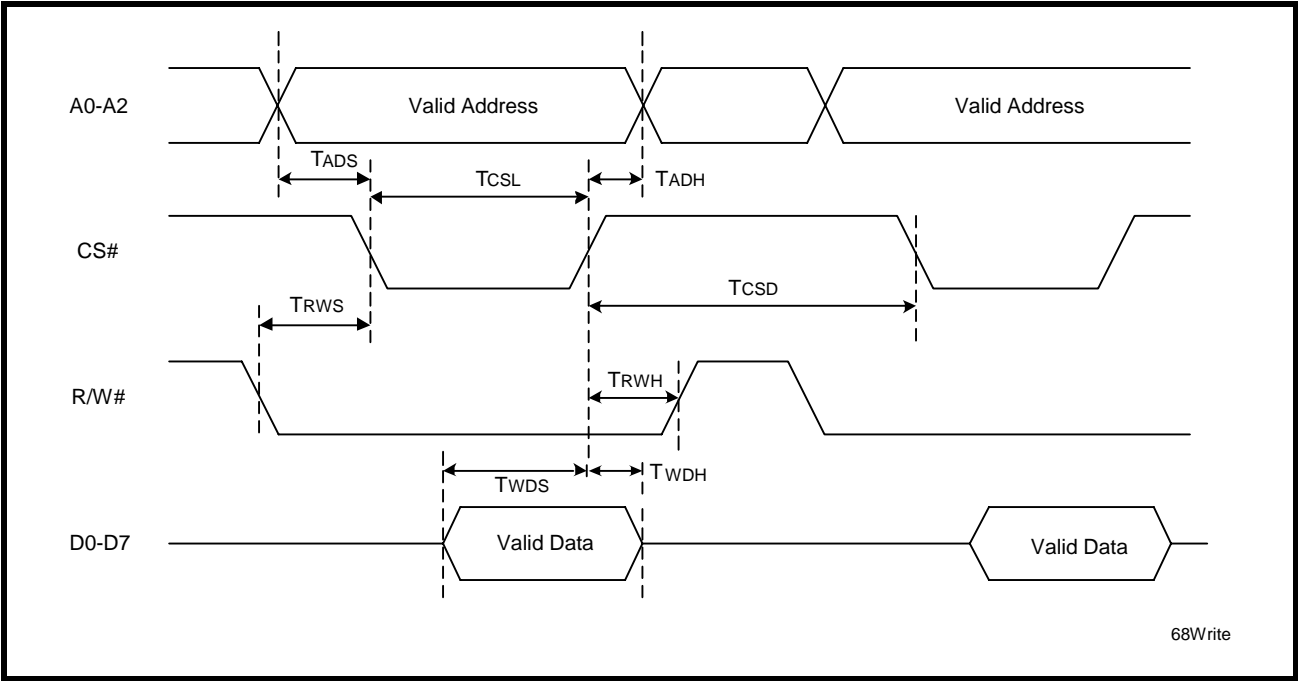 A0-A2
Valid Address
Valid Address
TADS
TCSL
TADH
CS#
TCSD
TRWS
R/W#
TRWH
TWDS
TWDH
D0-D7
Valid Data
Valid Data
68Write